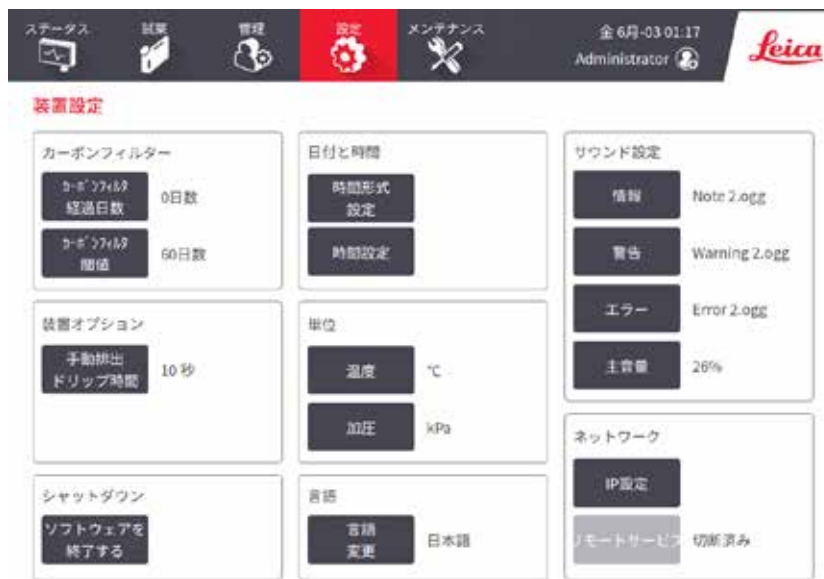 ステータス
試薬
管理
設定
メンテナンス
金 6月-03 01:17
Administrator
Leica
装置設定
カーボンフィルター
ｶｰﾎﾞﾝﾌｨﾙﾀ
経過日数
0日数
ｶｰﾎﾞﾝﾌｨﾙﾀ
閾値
60日数
装置オプション
手動排出
ドリップ時間
10 秒
シャットダウン
ソフトウェアを
終了する
日付と時間
時間形式
設定
時間設定
単位
温度
℃
加圧
kPa
言語
言語
変更
日本語
サウンド設定
情報
Note 2.ogg
警告
Warning 2.ogg
エラー
Error 2.ogg
主音量
26%
ネットワーク
IP設定
リモートサービス
切断済み